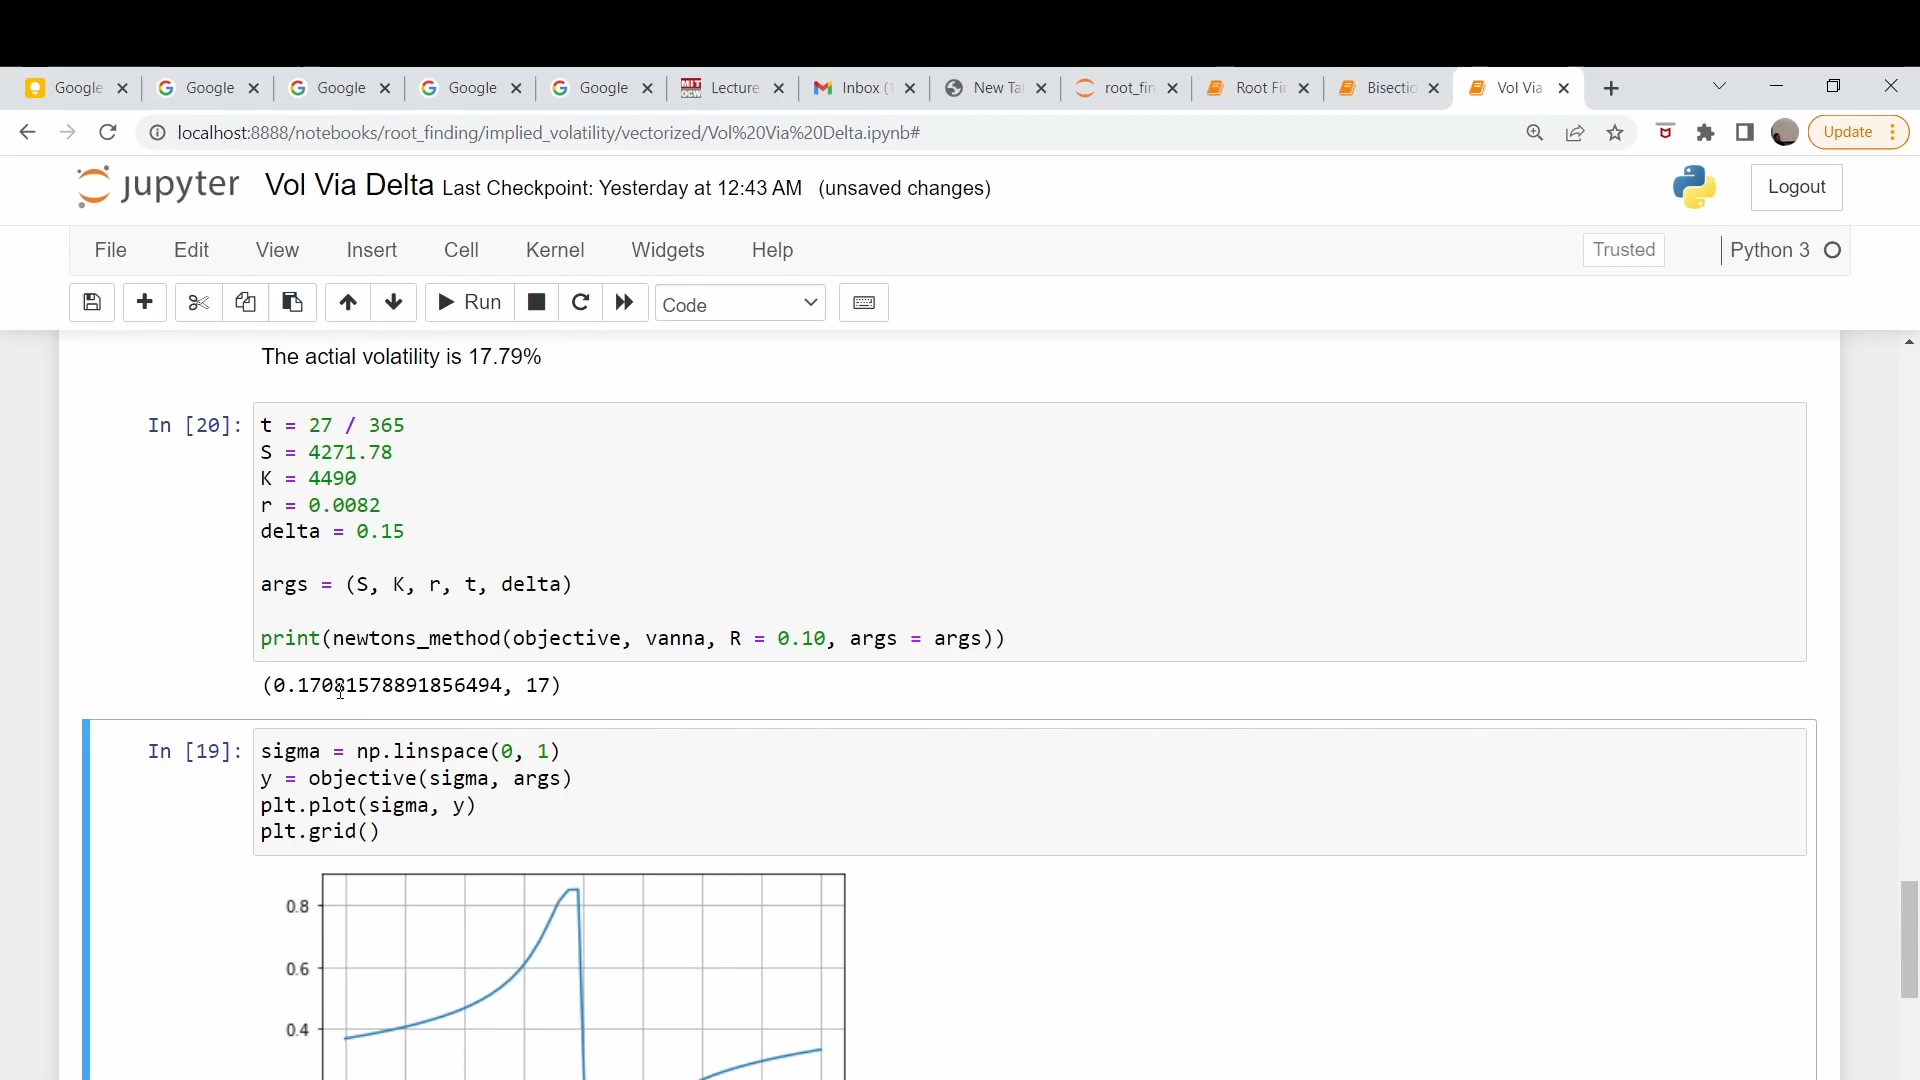 Google
Google
Google
Google
Google
MIT OCW
Lecture
Inbox (1
New Ta
root_fin
Root Fi
Bisectio
Vol Via
localhost:8888/notebooks/root_finding/implied_volatility/vectorized/Vol%20Via%20Delta.ipynb#
Update
jupyter Vol Via Delta Last Checkpoint: Yesterday at 12:43 AM (unsaved changes)
Logout
File Edit View Insert Cell Kernel Widgets Help
Trusted
Python 3
Run
Code
The actial volatility is 17.79%
In [20]: t = 27 / 365
S = 4271.78
K = 4490
r = 0.0082
delta = 0.15
args = (S, K, r, t, delta)
print(newtons_method(objective, vanna, R = 0.10, args = args))
(0.17081578891856494, 17)
In [19]: sigma = np.linspace(0, 1)
y = objective(sigma, args)
plt.plot(sigma, y)
plt.grid()
0.8
0.6
0.4